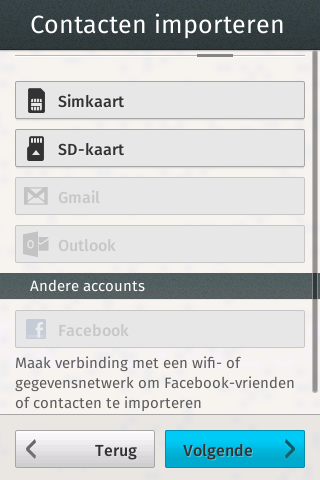 Contacten importeren
Simkaart
SD-kaart
Gmail
Outlook
Andere accounts
Facebook
Maak verbinding met een wifi- of
gegevensnetwerk om Facebook-vrienden
of contacten te importeren
Terug
Volgende